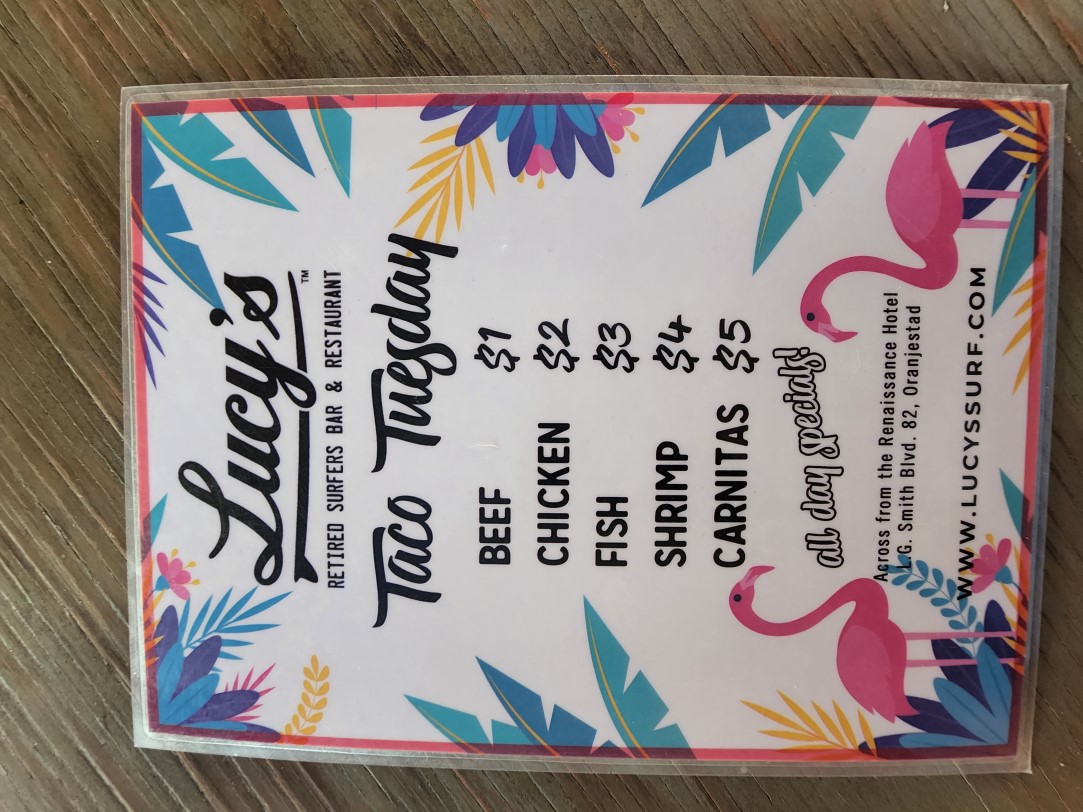 Lucy's™
RETIRED SURFERS BAR & RESTAURANT
Taco Tuesday
BEEF $1
CHICKEN $2
FISH $3
SHRIMP $4
CARNITAS $5
all day specials!
Across from the Renaissance Hotel
L.G. Smith Blvd. 82, Oranjestad
WWW.LUCYSSURF.COM